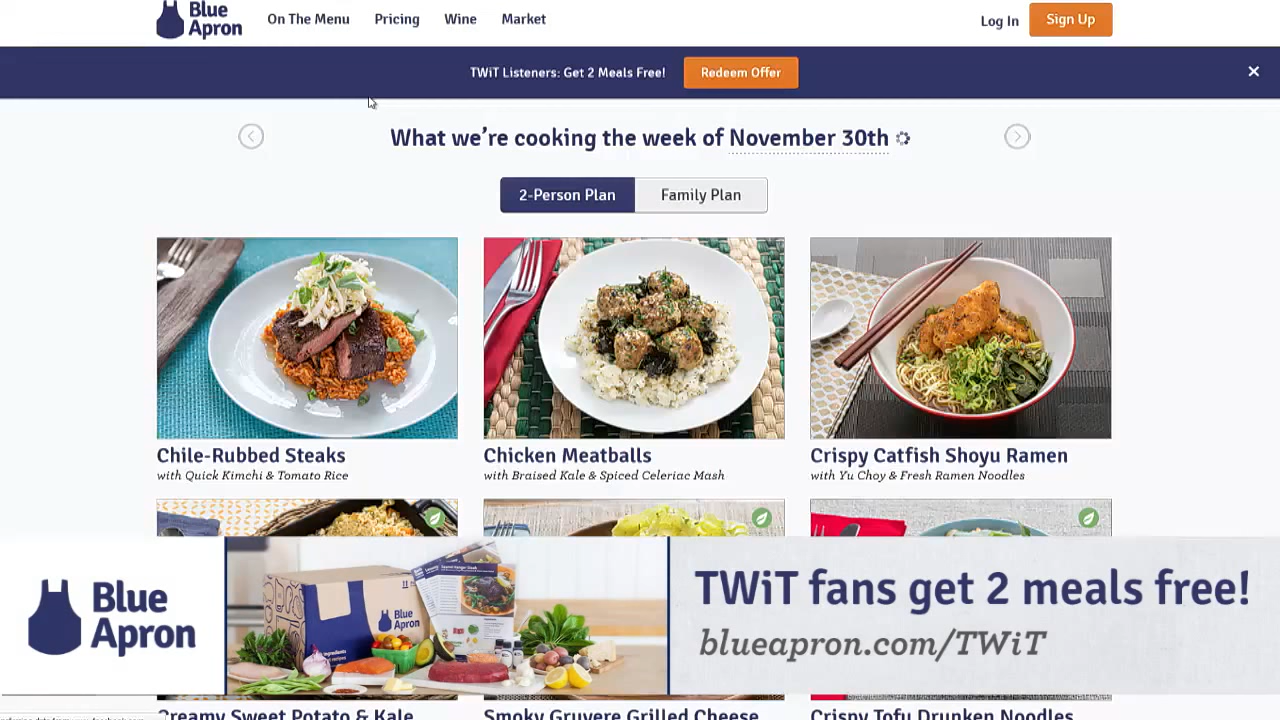 Blue Apron
On The Menu Pricing Wine Market
Log In Sign Up
TWiT Listeners: Get 2 Meals Free! Redeem Offer ×
What we're cooking the week of November 30th
2-Person Plan Family Plan
Chile-Rubbed Steaks
with Quick Kimchi & Tomato Rice
Chicken Meatballs
with Braised Kale & Spiced Celeriac Mash
Crispy Catfish Shoyu Ramen
with Yu Choy & Fresh Ramen Noodles
Blue
Apron
Blue
Apron
TWiT fans get 2 meals free!
blueapron.com/TWiT
Creamy Sweet Potato & Kale
Smoky Gruyere Grilled Cheese
Crispy Tofu Drunken Noodles